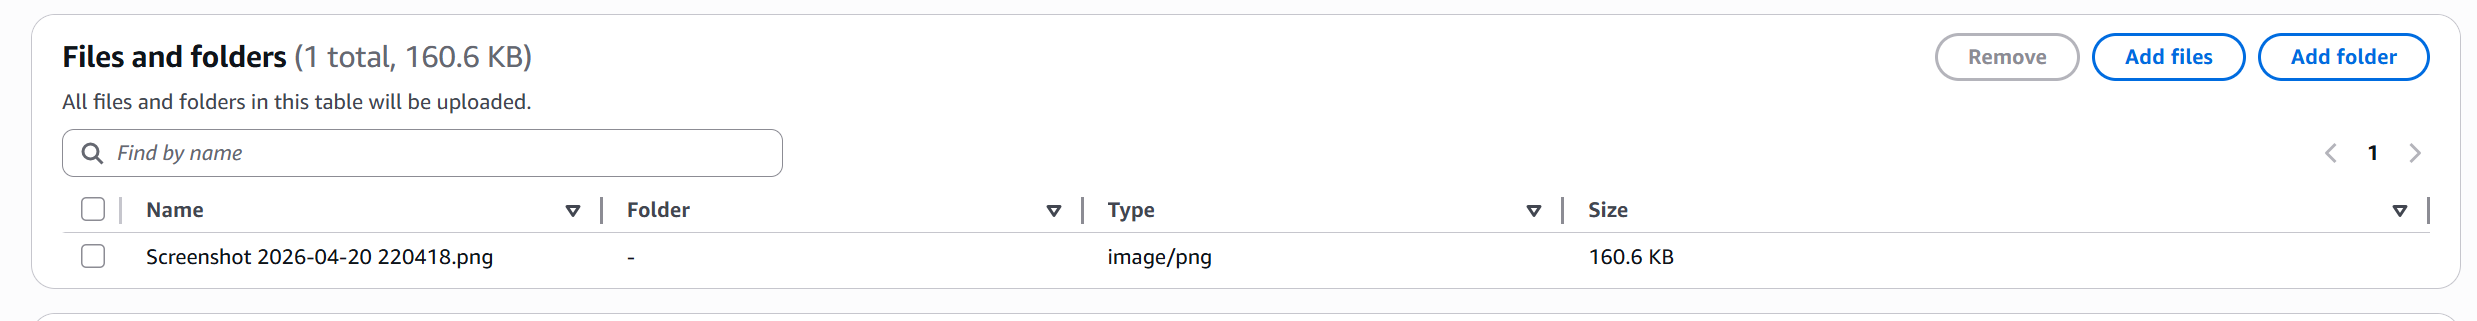 Files and folders (1 total, 160.6 KB)
Remove
Add files
Add folder
All files and folders in this table will be uploaded.
Find by name
1
Name Folder Type Size
Screenshot 2026-04-20 220418.png - image/png 160.6 KB